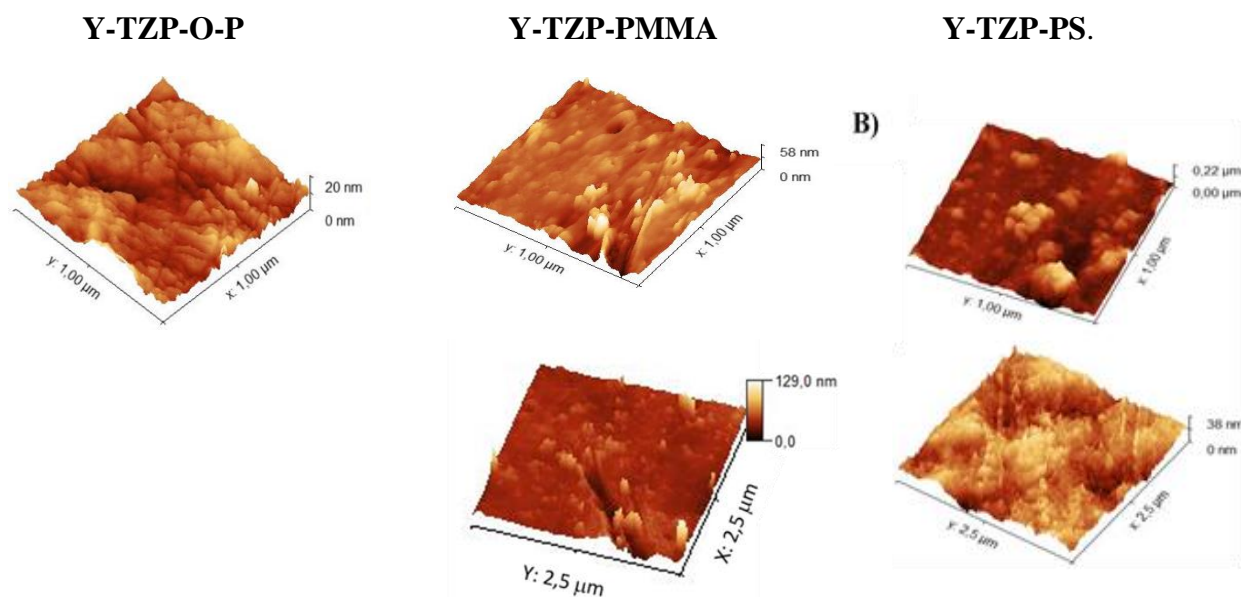 Y-TZP-O-P
Y-TZP-PMMA
Y-TZP-PS.
20 nm
0 nm
y: 1,00 µm
x: 1,00 µm
58 nm
0 nm
y: 1,00 µm
x: 1,00 µm
B)
0,22 µm
0,00 µm
y: 1,00 µm
x: 1,00 µm
129,0 nm
0,0
Y: 2,5 µm
X: 2,5 µm
38 nm
0 nm
y: 2,5 µm
x: 2,5 µm